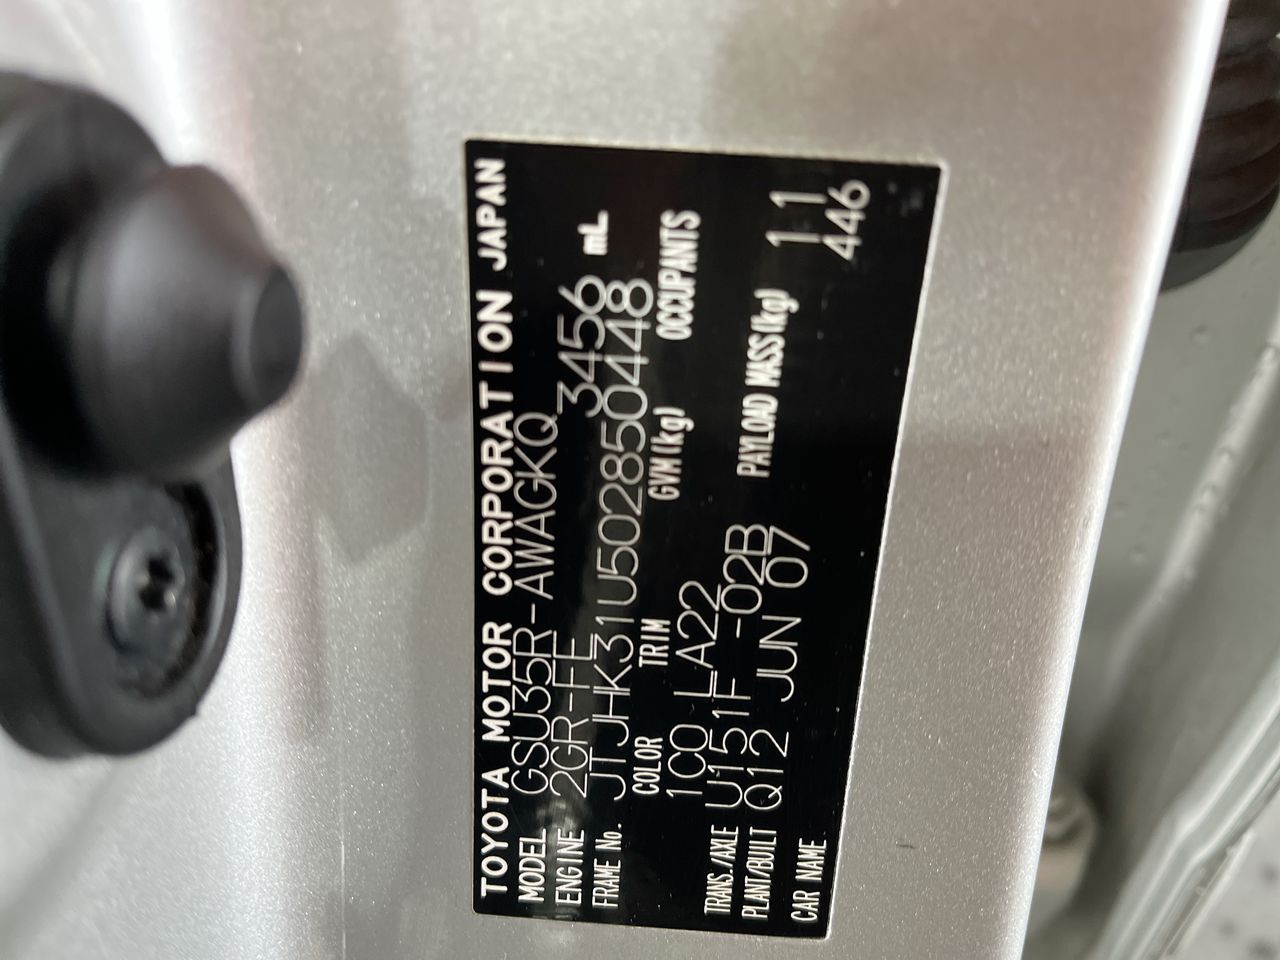 TOYOTA MOTOR CORPORATION JAPAN
MODEL GSU35R-AWAGKQ
ENGINE 2GR-FE 3456 mL
FRAME No. JTJHK31U502850448
COLOR TRIM GVM(kg) OCCUPANTS
1C0 LA22
TRANS./AXLE U151F -02B
PLANT/BUILT Q12 JUN 07 PAYLOAD MASS(kg) 11
CAR NAME 446